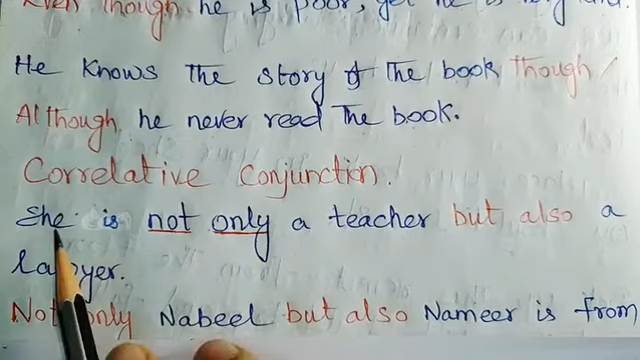 Even though he is poor, yet he is
He knows the story of the book though /
Although he never read the book.
Correlative Conjunction.
She is not only a teacher but also a
lawyer.
Not only Nabeel but also Nameer is from